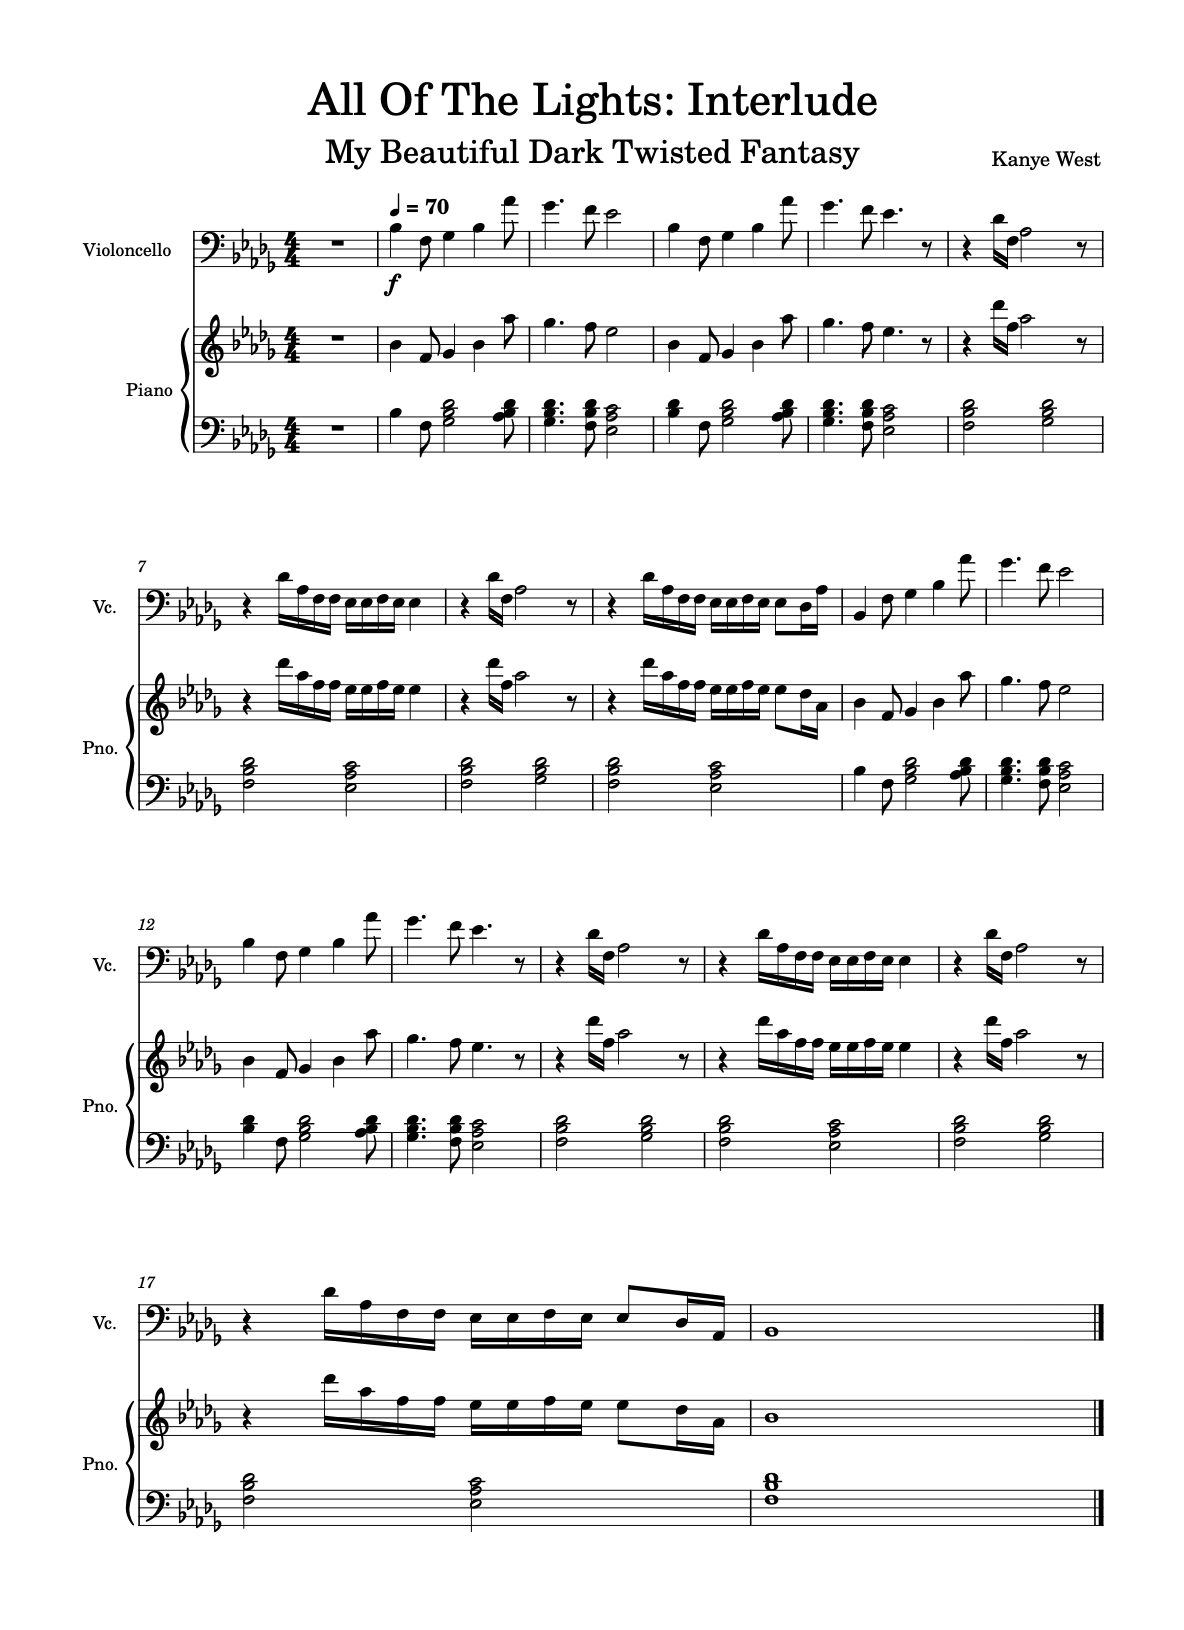 All Of The Lights: Interlude
My Beautiful Dark Twisted Fantasy
Kanye West
♩ = 70
Violoncello
f
Piano
7
Vc.
Pno.
12
Vc.
Pno.
17
Vc.
Pno.